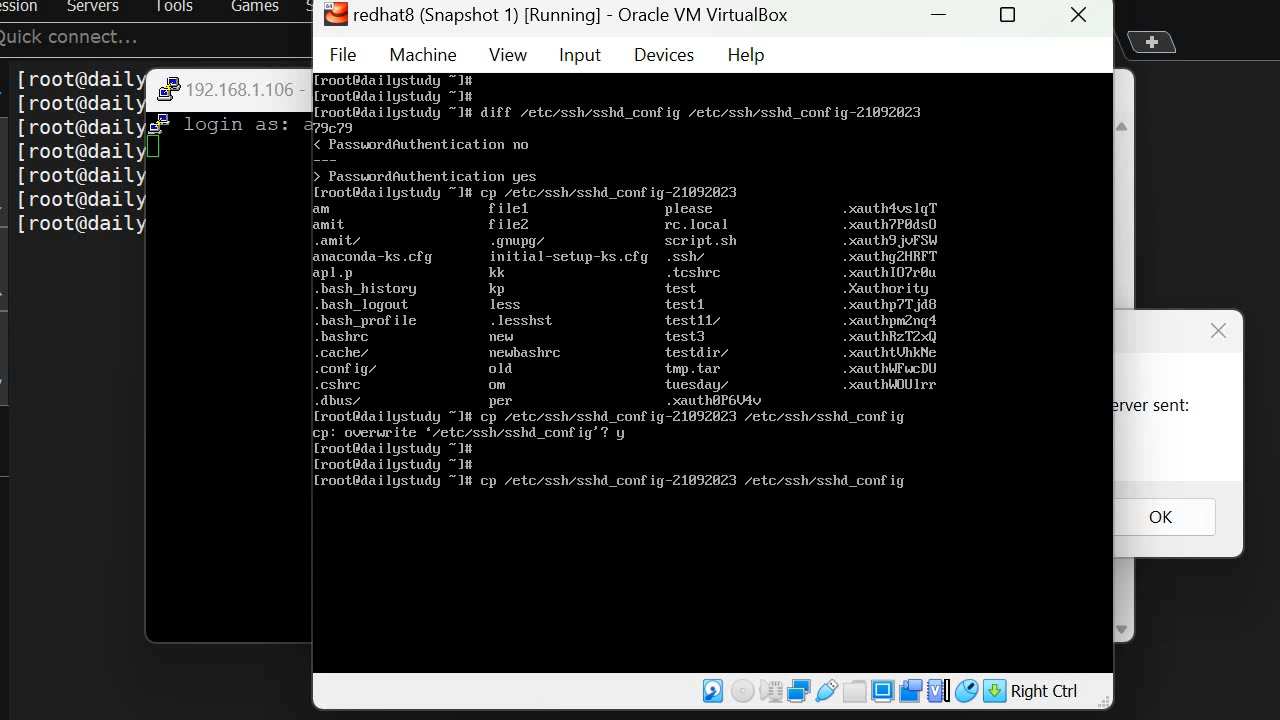 ession Servers Tools Games S
Quick connect...
[root@daily
[root@daily
[root@daily
[root@daily
[root@daily
[root@daily
[root@daily
192.168.1.106 -
login as: a
redhat8 (Snapshot 1) [Running] - Oracle VM VirtualBox
File Machine View Input Devices Help
[root@dailystudy ~]#
[root@dailystudy ~]#
[root@dailystudy ~]# diff /etc/ssh/sshd_config /etc/ssh/sshd_config-21092023
79c79
< PasswordAuthentication no
---
> PasswordAuthentication yes
[root@dailystudy ~]# cp /etc/ssh/sshd_config-21092023
am file1 please .xauth4vslqT
amit file2 rc.local .xauth7P0dsO
.amit/ .gnupg/ script.sh .xauth9jvFSW
anaconda-ks.cfg initial-setup-ks.cfg .ssh/ .xauthg2HRFT
apl.p kk .tcshrc .xauthIO7r0u
.bash_history kp test .Xauthority
.bash_logout less test1 .xauthp7Tjd8
.bash_profile .lesshst test11/ .xauthpm2nq4
.bashrc new test3 .xauthRzT2xQ
.cache/ newbashrc testdir/ .xauthtVhkNe
.config/ old tmp.tar .xauthWFwcDU
.cshrc om tuesday/ .xauthWOUlrr
.dbus/ per .xauth0P6V4v
[root@dailystudy ~]# cp /etc/ssh/sshd_config-21092023 /etc/ssh/sshd_config
cp: overwrite ‘/etc/ssh/sshd_config’? y
[root@dailystudy ~]#
[root@dailystudy ~]#
[root@dailystudy ~]# cp /etc/ssh/sshd_config-21092023 /etc/ssh/sshd_config
erver sent:
OK
Right Ctrl